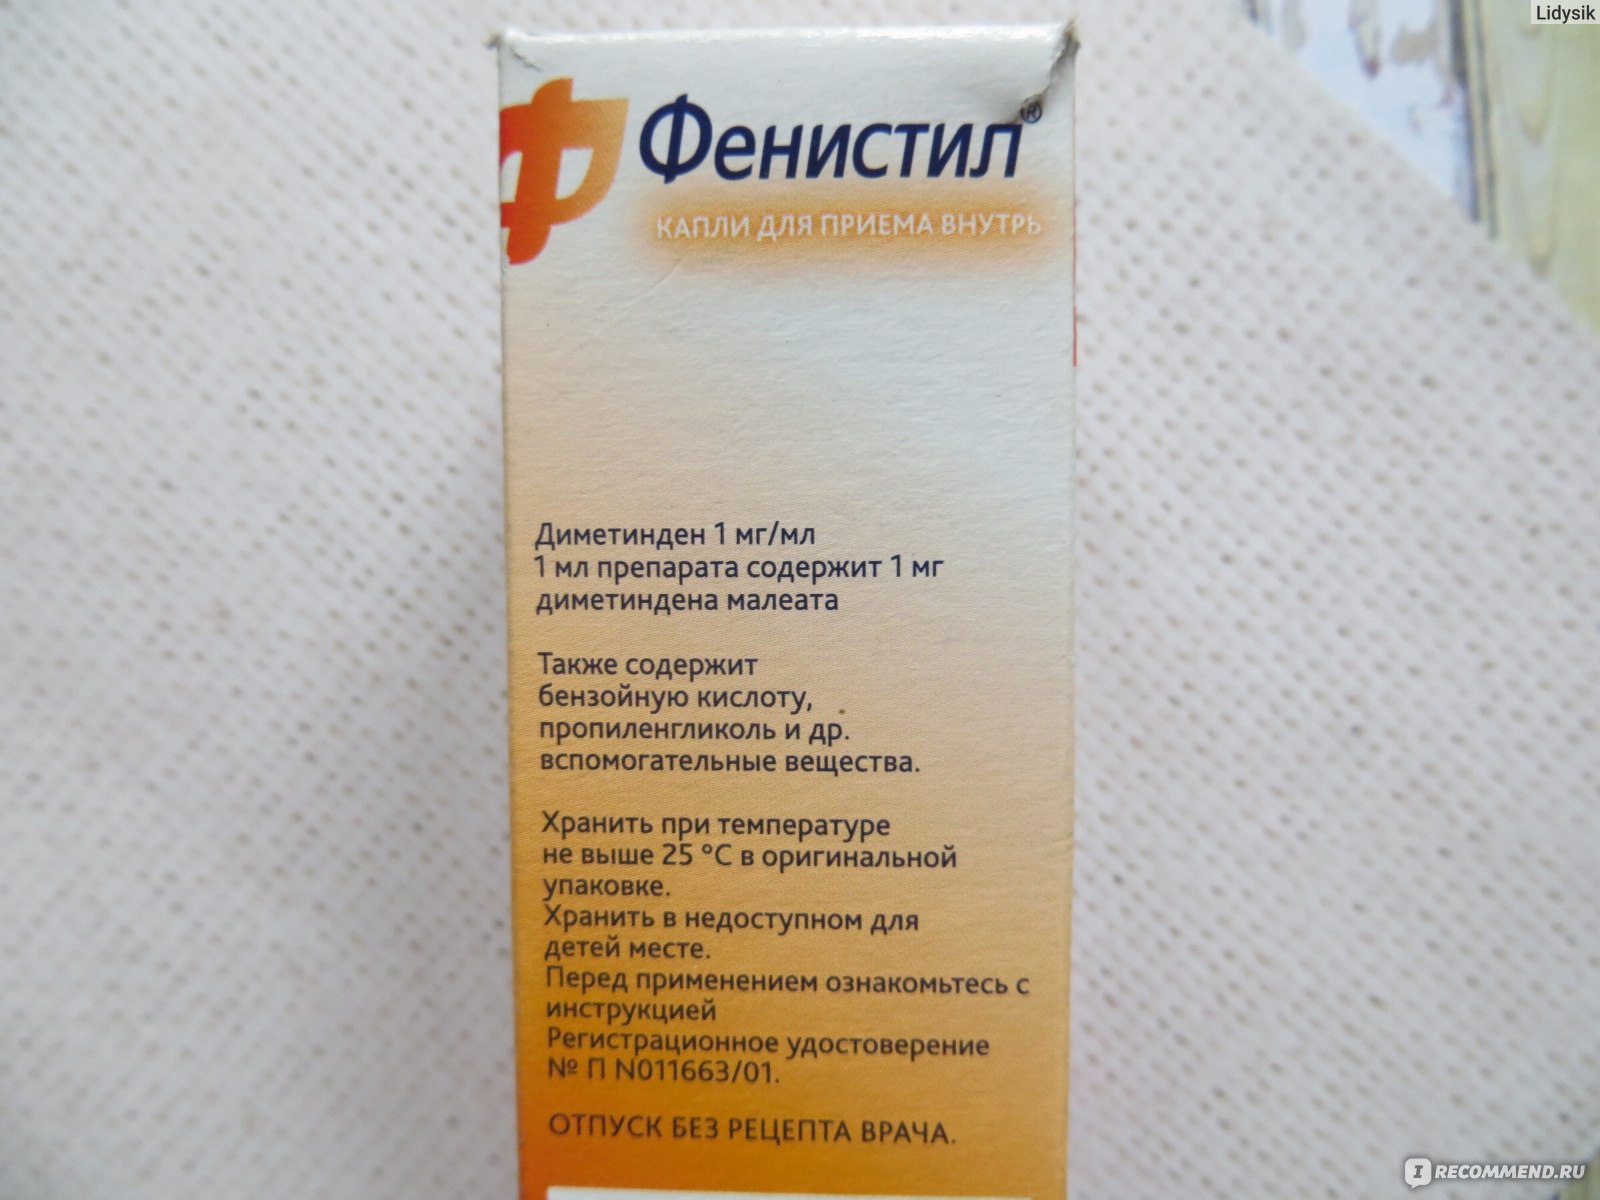 Lidysik
Фенистил®
КАПЛИ ДЛЯ ПРИЕМА ВНУТРЬ
Диметинден 1 мг/мл
1 мл препарата содержит 1 мг
диметиндена малеата
Также содержит
бензойную кислоту,
пропиленгликоль и др.
вспомогательные вещества.
Хранить при температуре
не выше 25 °C в оригинальной
упаковке.
Хранить в недоступном для
детей месте.
Перед применением ознакомьтесь с
инструкцией
Регистрационное удостоверение
№ П N011663/01.
ОТПУСК БЕЗ РЕЦЕПТА ВРАЧА.
IRECOMMEND.RU